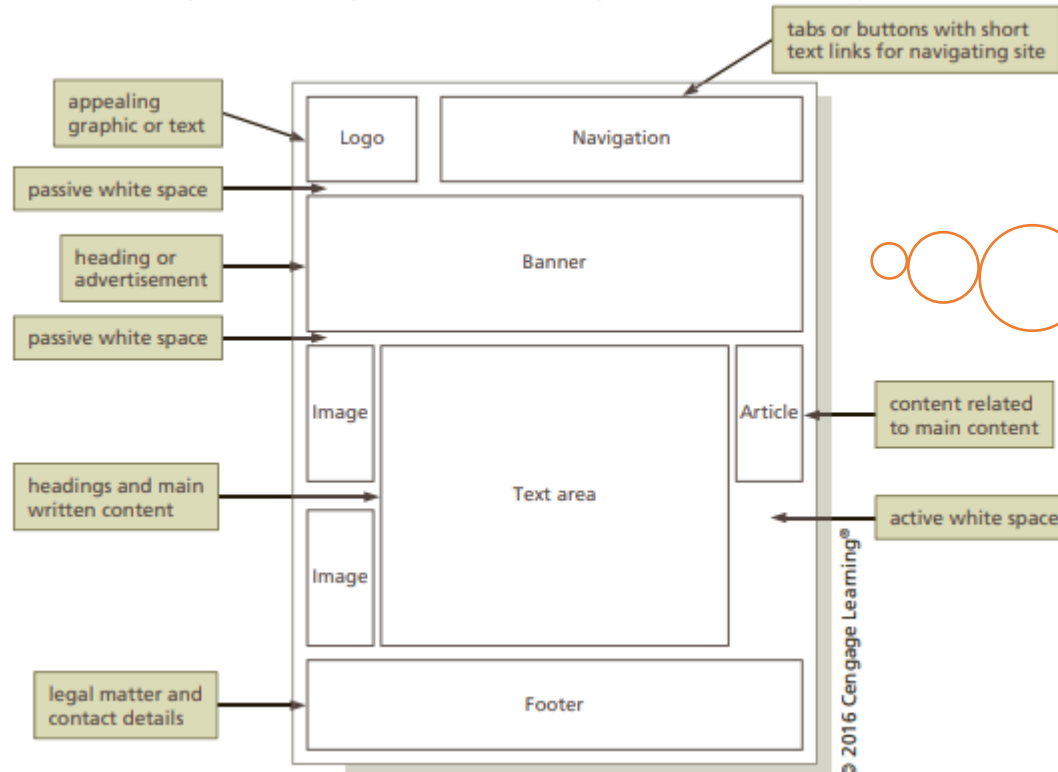 tabs or buttons with short
text links for navigating site
appealing
graphic or text
Logo
Navigation
passive white space
heading or
advertisement
Banner
passive white space
Image
Article
content related
to main content
headings and main
written content
Text area
active white space
Image
legal matter and
contact details
Footer
© 2016 Cengage Learning®